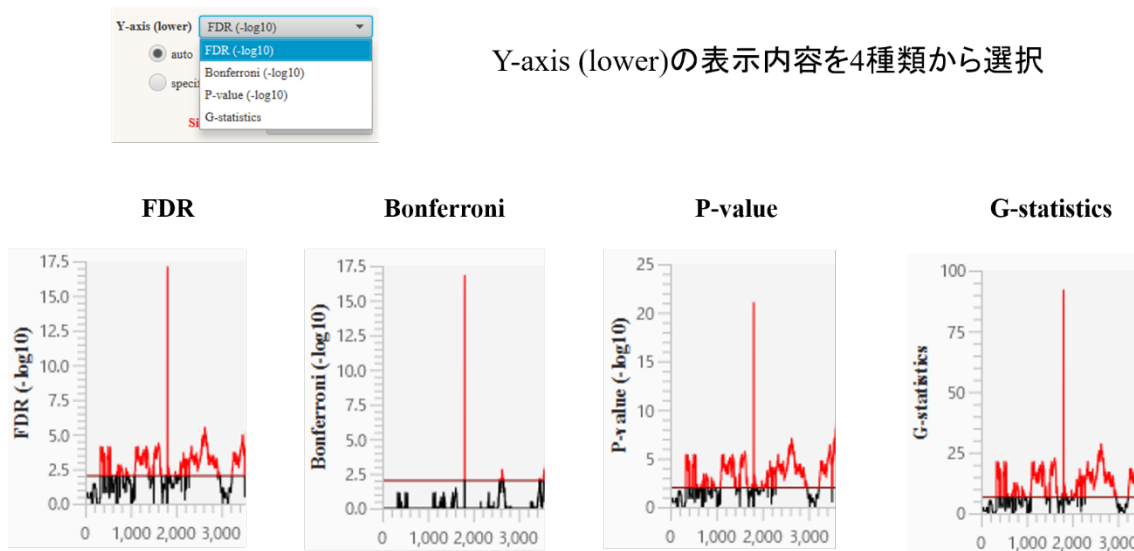 Y-axis (lower) FDR (-log10)
auto FDR (-log10)
Bonferroni (-log10)
specif P-value (-log10)
Si G-statistics
Y-axis (lower)の表示内容を4種類から選択
FDR
Bonferroni
P-value
G-statistics
FDR (-log10)
17.5
15.0
12.5
10.0
7.5
5.0
2.5
0.0
0 1,000 2,000 3,000
Bonferroni (-log10)
17.5
15.0
12.5
10.0
7.5
5.0
2.5
0.0
0 1,000 2,000 3,000
P-value (-log10)
25
20
15
10
5
0
0 1,000 2,000 3,000
G-statistics
100
75
50
25
0
0 1,000 2,000 3,000